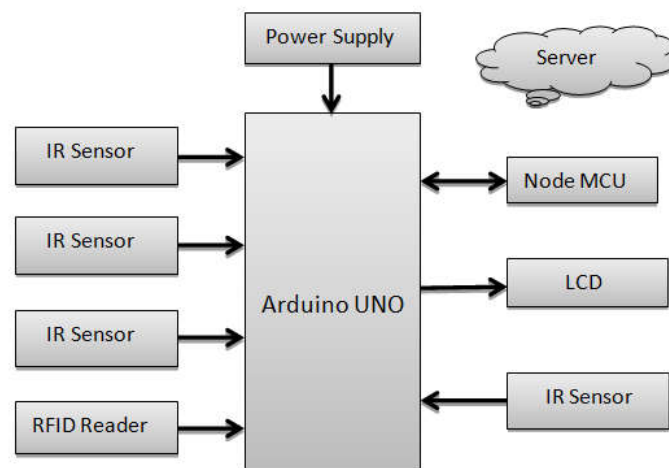 Power Supply
Server
IR Sensor
Node MCU
IR Sensor
LCD
Arduino UNO
IR Sensor
RFID Reader
IR Sensor